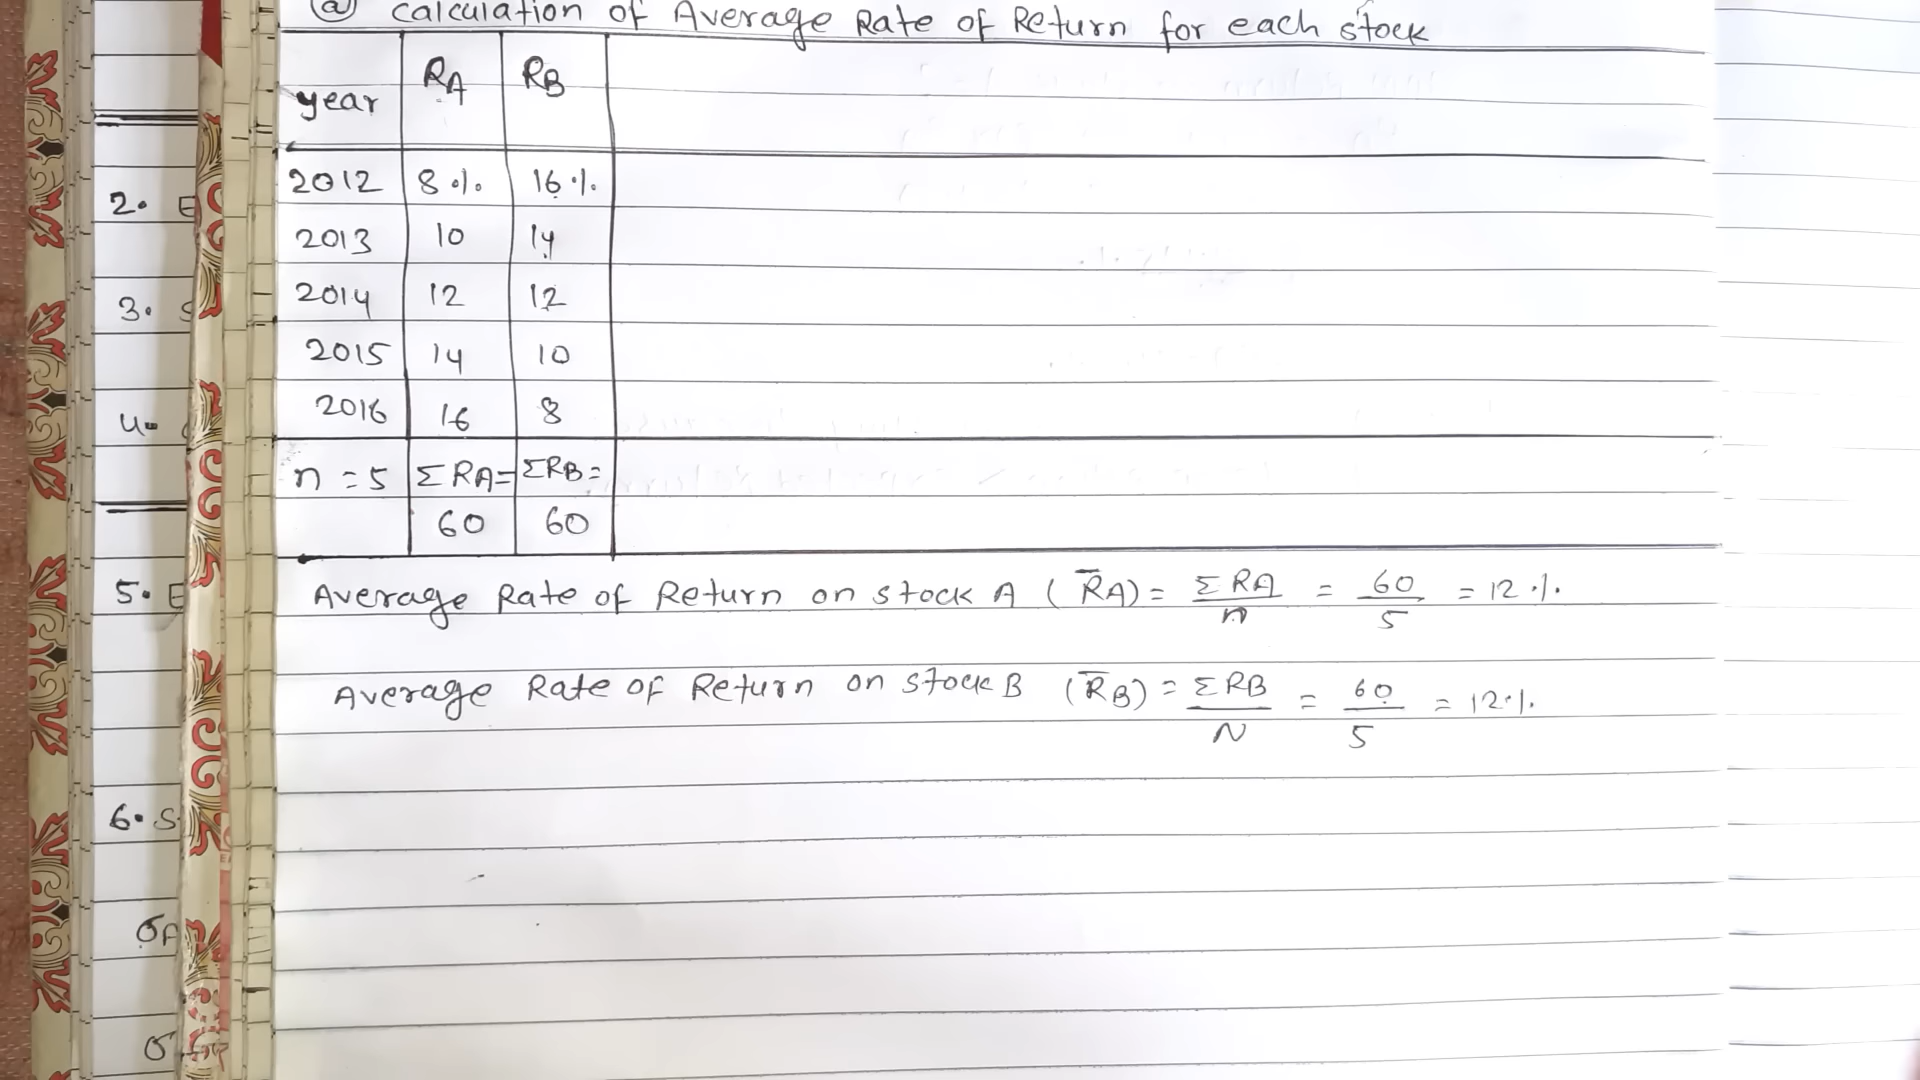 (a) Calculation of Average Rate of Return for each stock
year RA RB
2012 8% 16%
2013 10 14
2014 12 12
2015 14 10
2016 16 8
n = 5 ΣRA= ΣRB=
60 60
Average Rate of Return on stock A (R̄A) = ΣRA/n = 60/5 = 12%
Average Rate of Return on stock B (R̄B) = ΣRB/N = 60/5 = 12%
2. E
3. S
4.
5. E
6. S
σA
σ